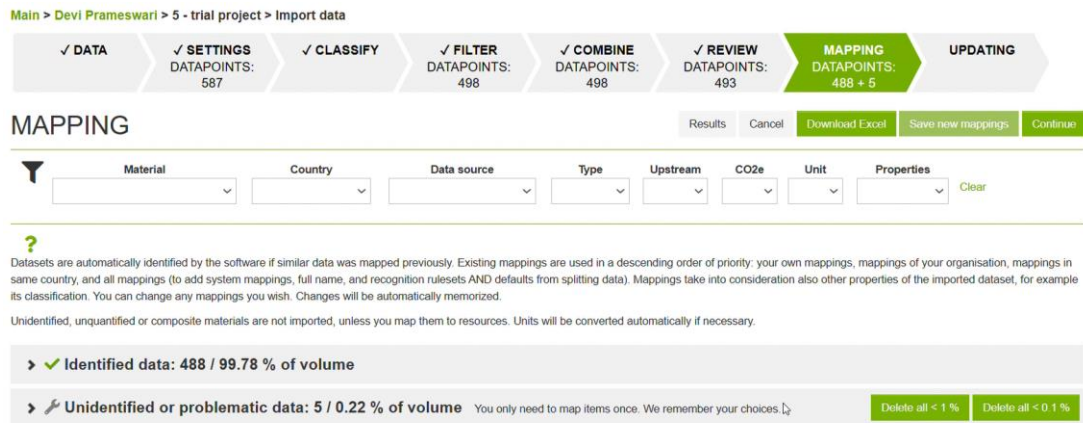 Main > Devi Prameswari > 5 - trial project > Import data
✓ DATA
✓ SETTINGS
DATAPOINTS:
587
✓ CLASSIFY
✓ FILTER
DATAPOINTS:
498
✓ COMBINE
DATAPOINTS:
498
✓ REVIEW
DATAPOINTS:
493
MAPPING
DATAPOINTS:
488 + 5
UPDATING
MAPPING
Results Cancel Download Excel Save new mappings Continue
Material Country Data source Type Upstream CO2e Unit Properties
Clear
?
Datasets are automatically identified by the software if similar data was mapped previously. Existing mappings are used in a descending order of priority: your own mappings, mappings of your organisation, mappings in
same country, and all mappings (to add system mappings, full name, and recognition rulesets AND defaults from splitting data). Mappings take into consideration also other properties of the imported dataset, for example
its classification. You can change any mappings you wish. Changes will be automatically memorized.
Unidentified, unquantified or composite materials are not imported, unless you map them to resources. Units will be converted automatically if necessary.
> ✓ Identified data: 488 / 99.78 % of volume
> Unidentified or problematic data: 5 / 0.22 % of volume You only need to map items once. We remember your choices. Delete all < 1 % Delete all < 0.1 %